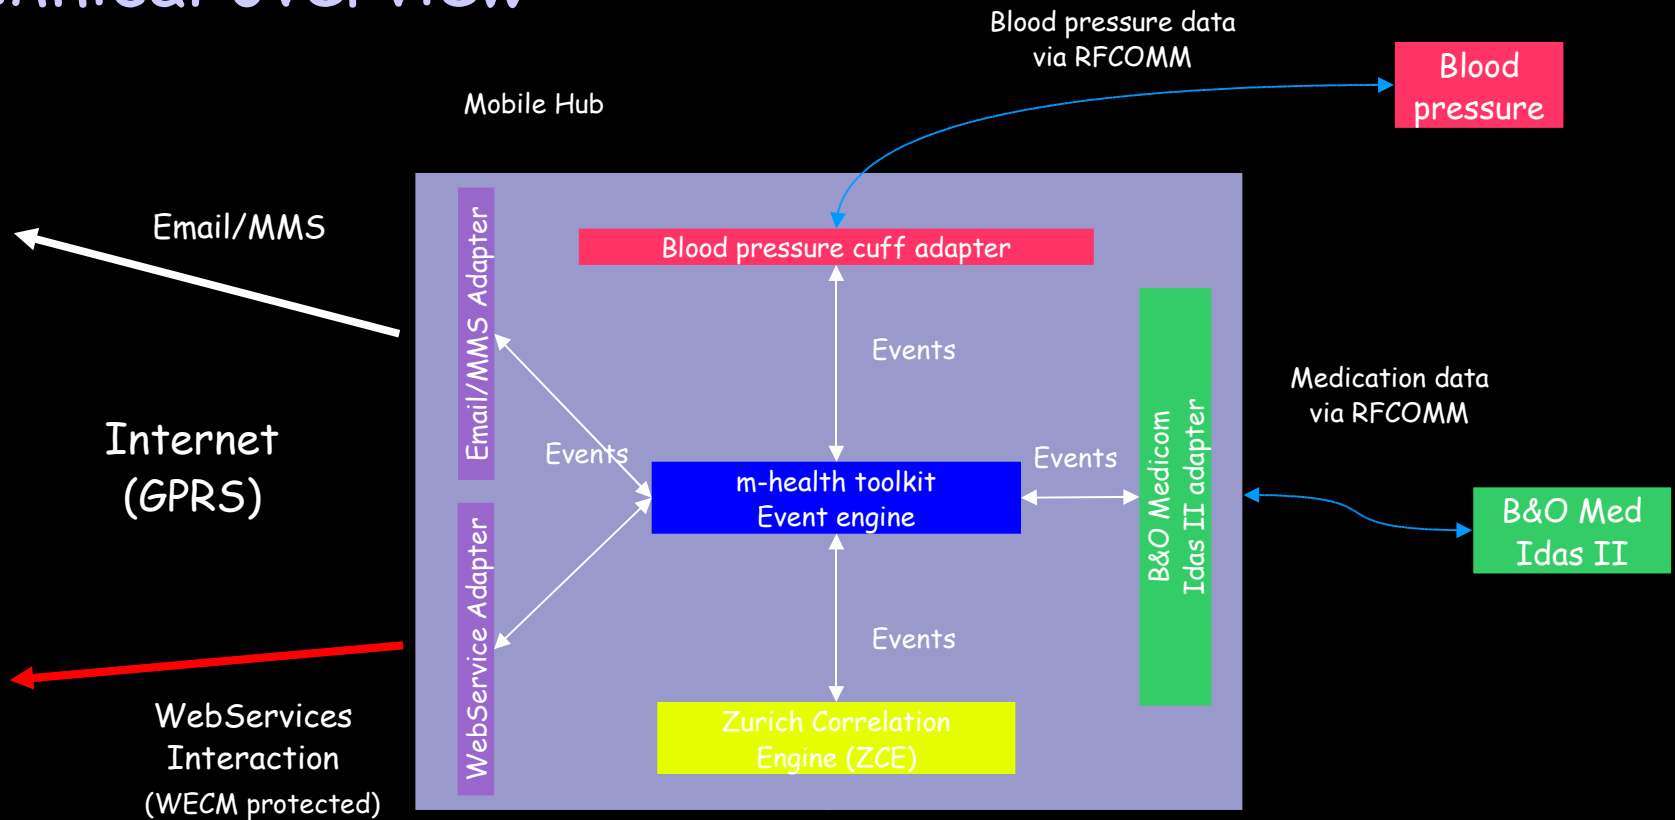 overview
Blood pressure data
via RFCOMM
Blood
pressure
Mobile Hub
Email/MMS
Email/MMS Adapter
Blood pressure cuff adapter
Events
Medication data
via RFCOMM
Internet
(GPRS)
Events
Events
m-health toolkit
Event engine
B&O Medicom
Idas II adapter
B&O Med
Idas II
WebService Adapter
Events
WebServices
Interaction
(WECM protected)
Zurich Correlation
Engine (ZCE)